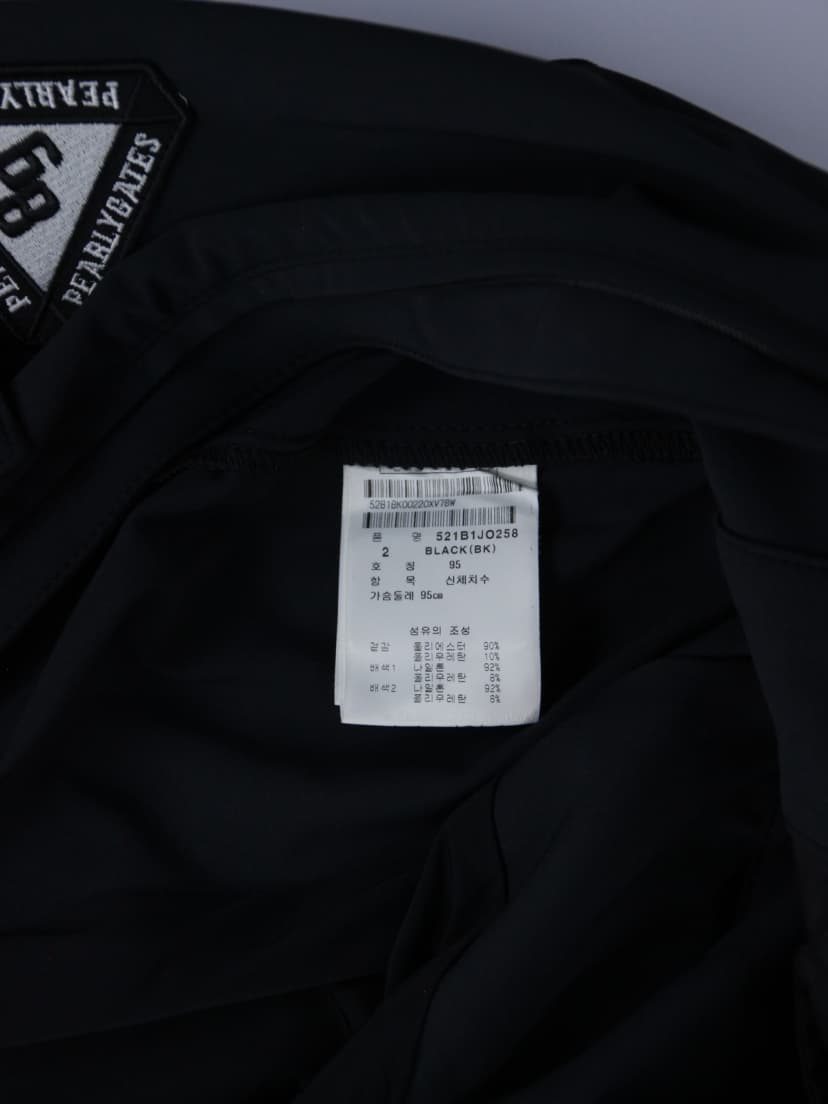 PEARLY
PEARLYGATES
68
PE
52B1BK00220XV7BW
품 명 521B1JO258
2 BLACK(BK)
호 칭 95
항 목 신체치수
가슴둘레 95cm
섬유의 조성
겉감 폴리에스터 90%
폴리우레탄 10%
배색1 나일론 92%
폴리우레탄 8%
배색2 나일론 92%
폴리우레탄 8%